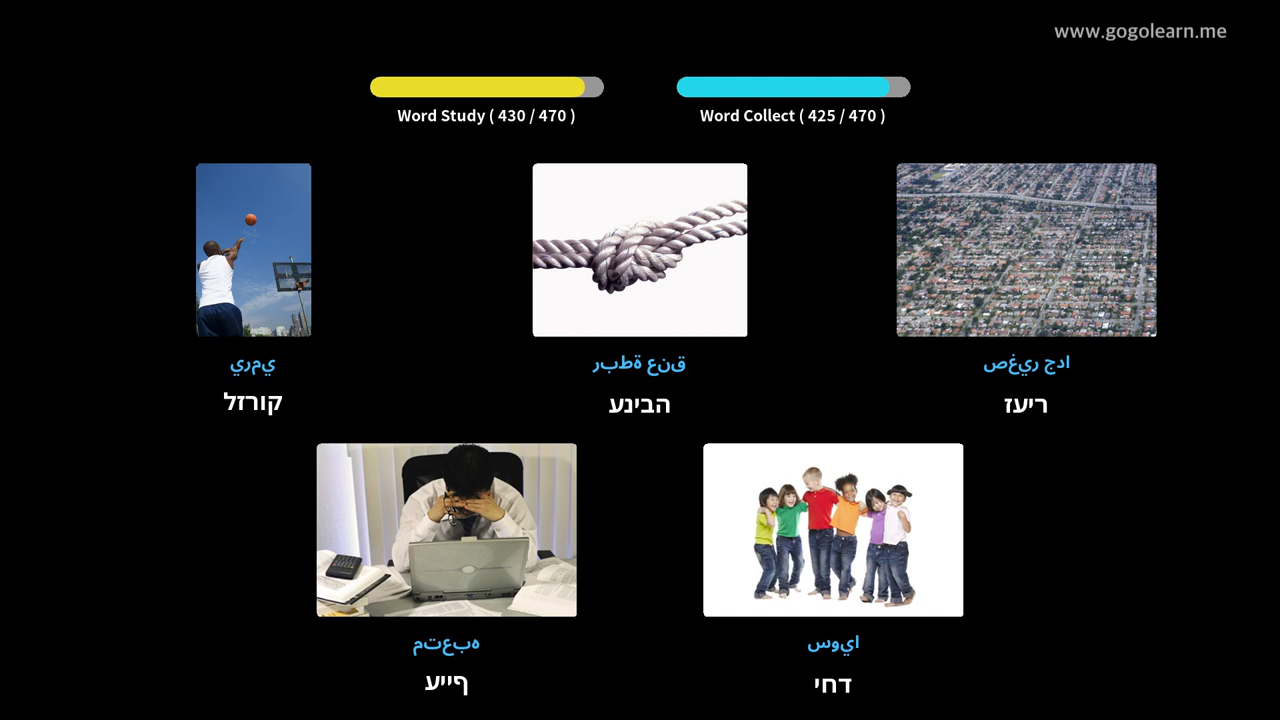 www.gogolearn.me
Word Study ( 430 / 470 )
Word Collect ( 425 / 470 )
يمري
קורזל
قنع ةطبر
הבינע
ادج ريغص
ריעז
هبعتم
ףייע
ايوس
דחי